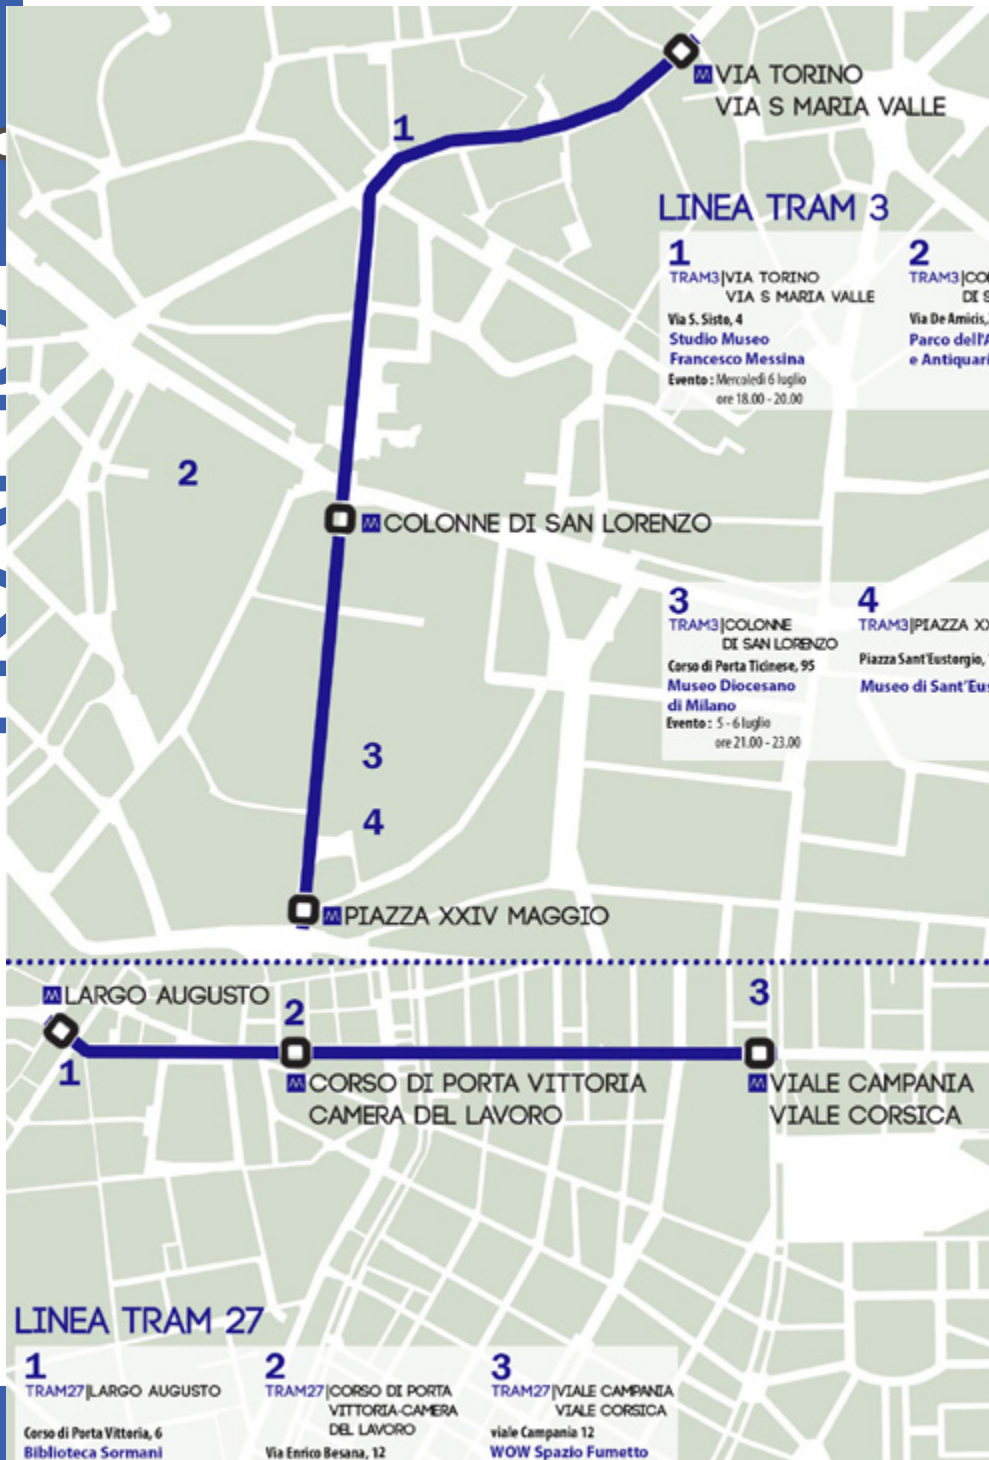 VIA TORINO
VIA S MARIA VALLE
1
LINEA TRAM 3
1
TRAM3|VIA TORINO
VIA S MARIA VALLE
Via S. Sisto, 4
Studio Museo
Francesco Messina
Evento : Mercoledì 6 luglio
ore 18.00 - 20.00
2
TRAM3
Via De Amicis,
Parco
e
2
COLONNE DI SAN LORENZO
3
TRAM3|COLONNE
DI SAN LORENZO
Corso di Porta Ticinese, 95
Museo Diocesano
di Milano
Evento : 5 - 6 luglio
ore 21.00 - 23.00
4
TRAM3|PIAZZA
Piazza Sant'Eustorgio,
Museo di
3
4
PIAZZA XXIV MAGGIO
LARGO AUGUSTO
1
2
CORSO DI PORTA VITTORIA
CAMERA DEL LAVORO
3
VIALE CAMPANIA
VIALE CORSICA
LINEA TRAM 27
1
TRAM27|LARGO AUGUSTO
Corso di Porta Vittoria, 6
Biblioteca Sormani
2
TRAM27|CORSO DI PORTA
VITTORIA-CAMERA
DEL LAVORO
Via Enrico Besana, 12
3
TRAM27|VIALE CAMPANIA
VIALE CORSICA
viale Campania 12
WOW Spazio Fumetto